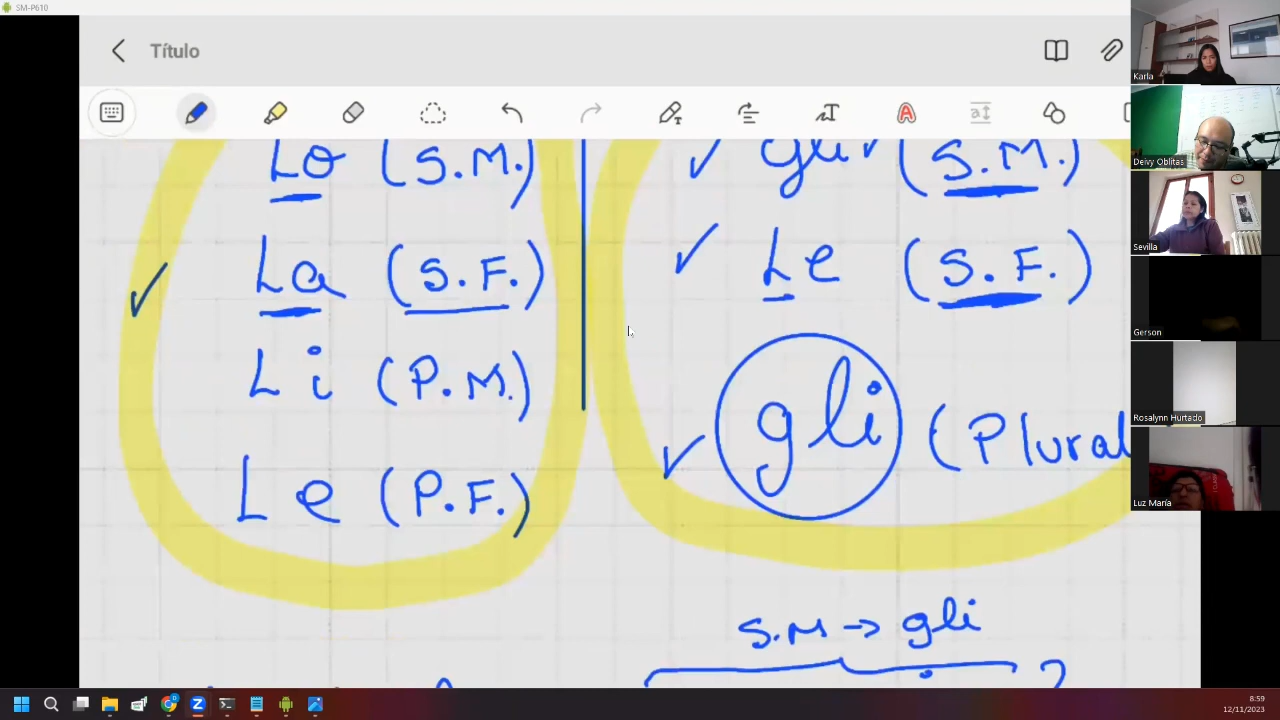 SM-P610
Título
Lo (S.M.)
La (S.F.)
Li (P.M.)
Le (P.F.)
gli (S.M.)
Le (S.F.)
gli (Plural
S.M → gli
?
Karla
Deivy Oblitas
Sevilla
Gerson
Rosalynn Hurtado
Luz María
8:59
12/11/2023